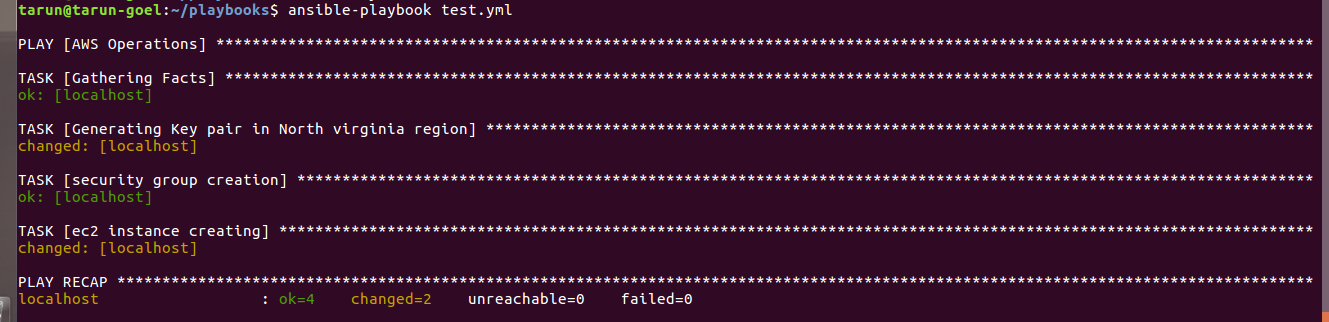 tarun@tarun-goel:~/playbooks$ ansible-playbook test.yml
PLAY [AWS Operations] **************************************************************************************************************************
TASK [Gathering Facts] *************************************************************************************************************************
ok: [localhost]
TASK [Generating Key pair in North virginia region] ********************************************************************************************
changed: [localhost]
TASK [security group creation] *****************************************************************************************************************
ok: [localhost]
TASK [ec2 instance creating] *******************************************************************************************************************
changed: [localhost]
PLAY RECAP *************************************************************************************************************************************
localhost                  : ok=4    changed=2    unreachable=0    failed=0